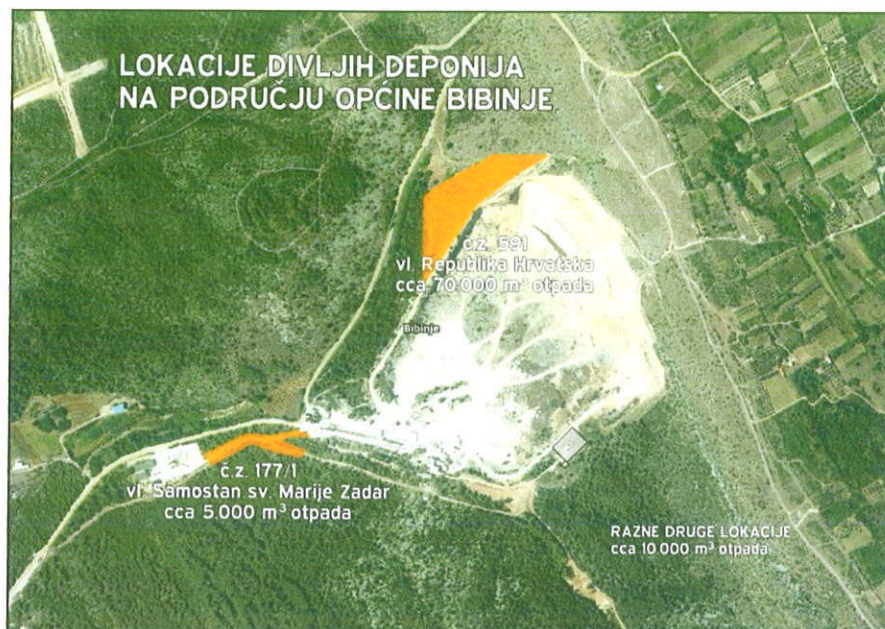 LOKACIJE DIVLJIH DEPONIJA
NA PODRUČJU OPĆINE BIBINJE
č.z. 591
vl. Republika Hrvatska
cca 70.000 m³ otpada
Bibinje
č.z. 177/1
vl. Samostan sv. Marije Zadar
cca 5.000 m³ otpada
RAZNE DRUGE LOKACIJE
cca 10.000 m³ otpada